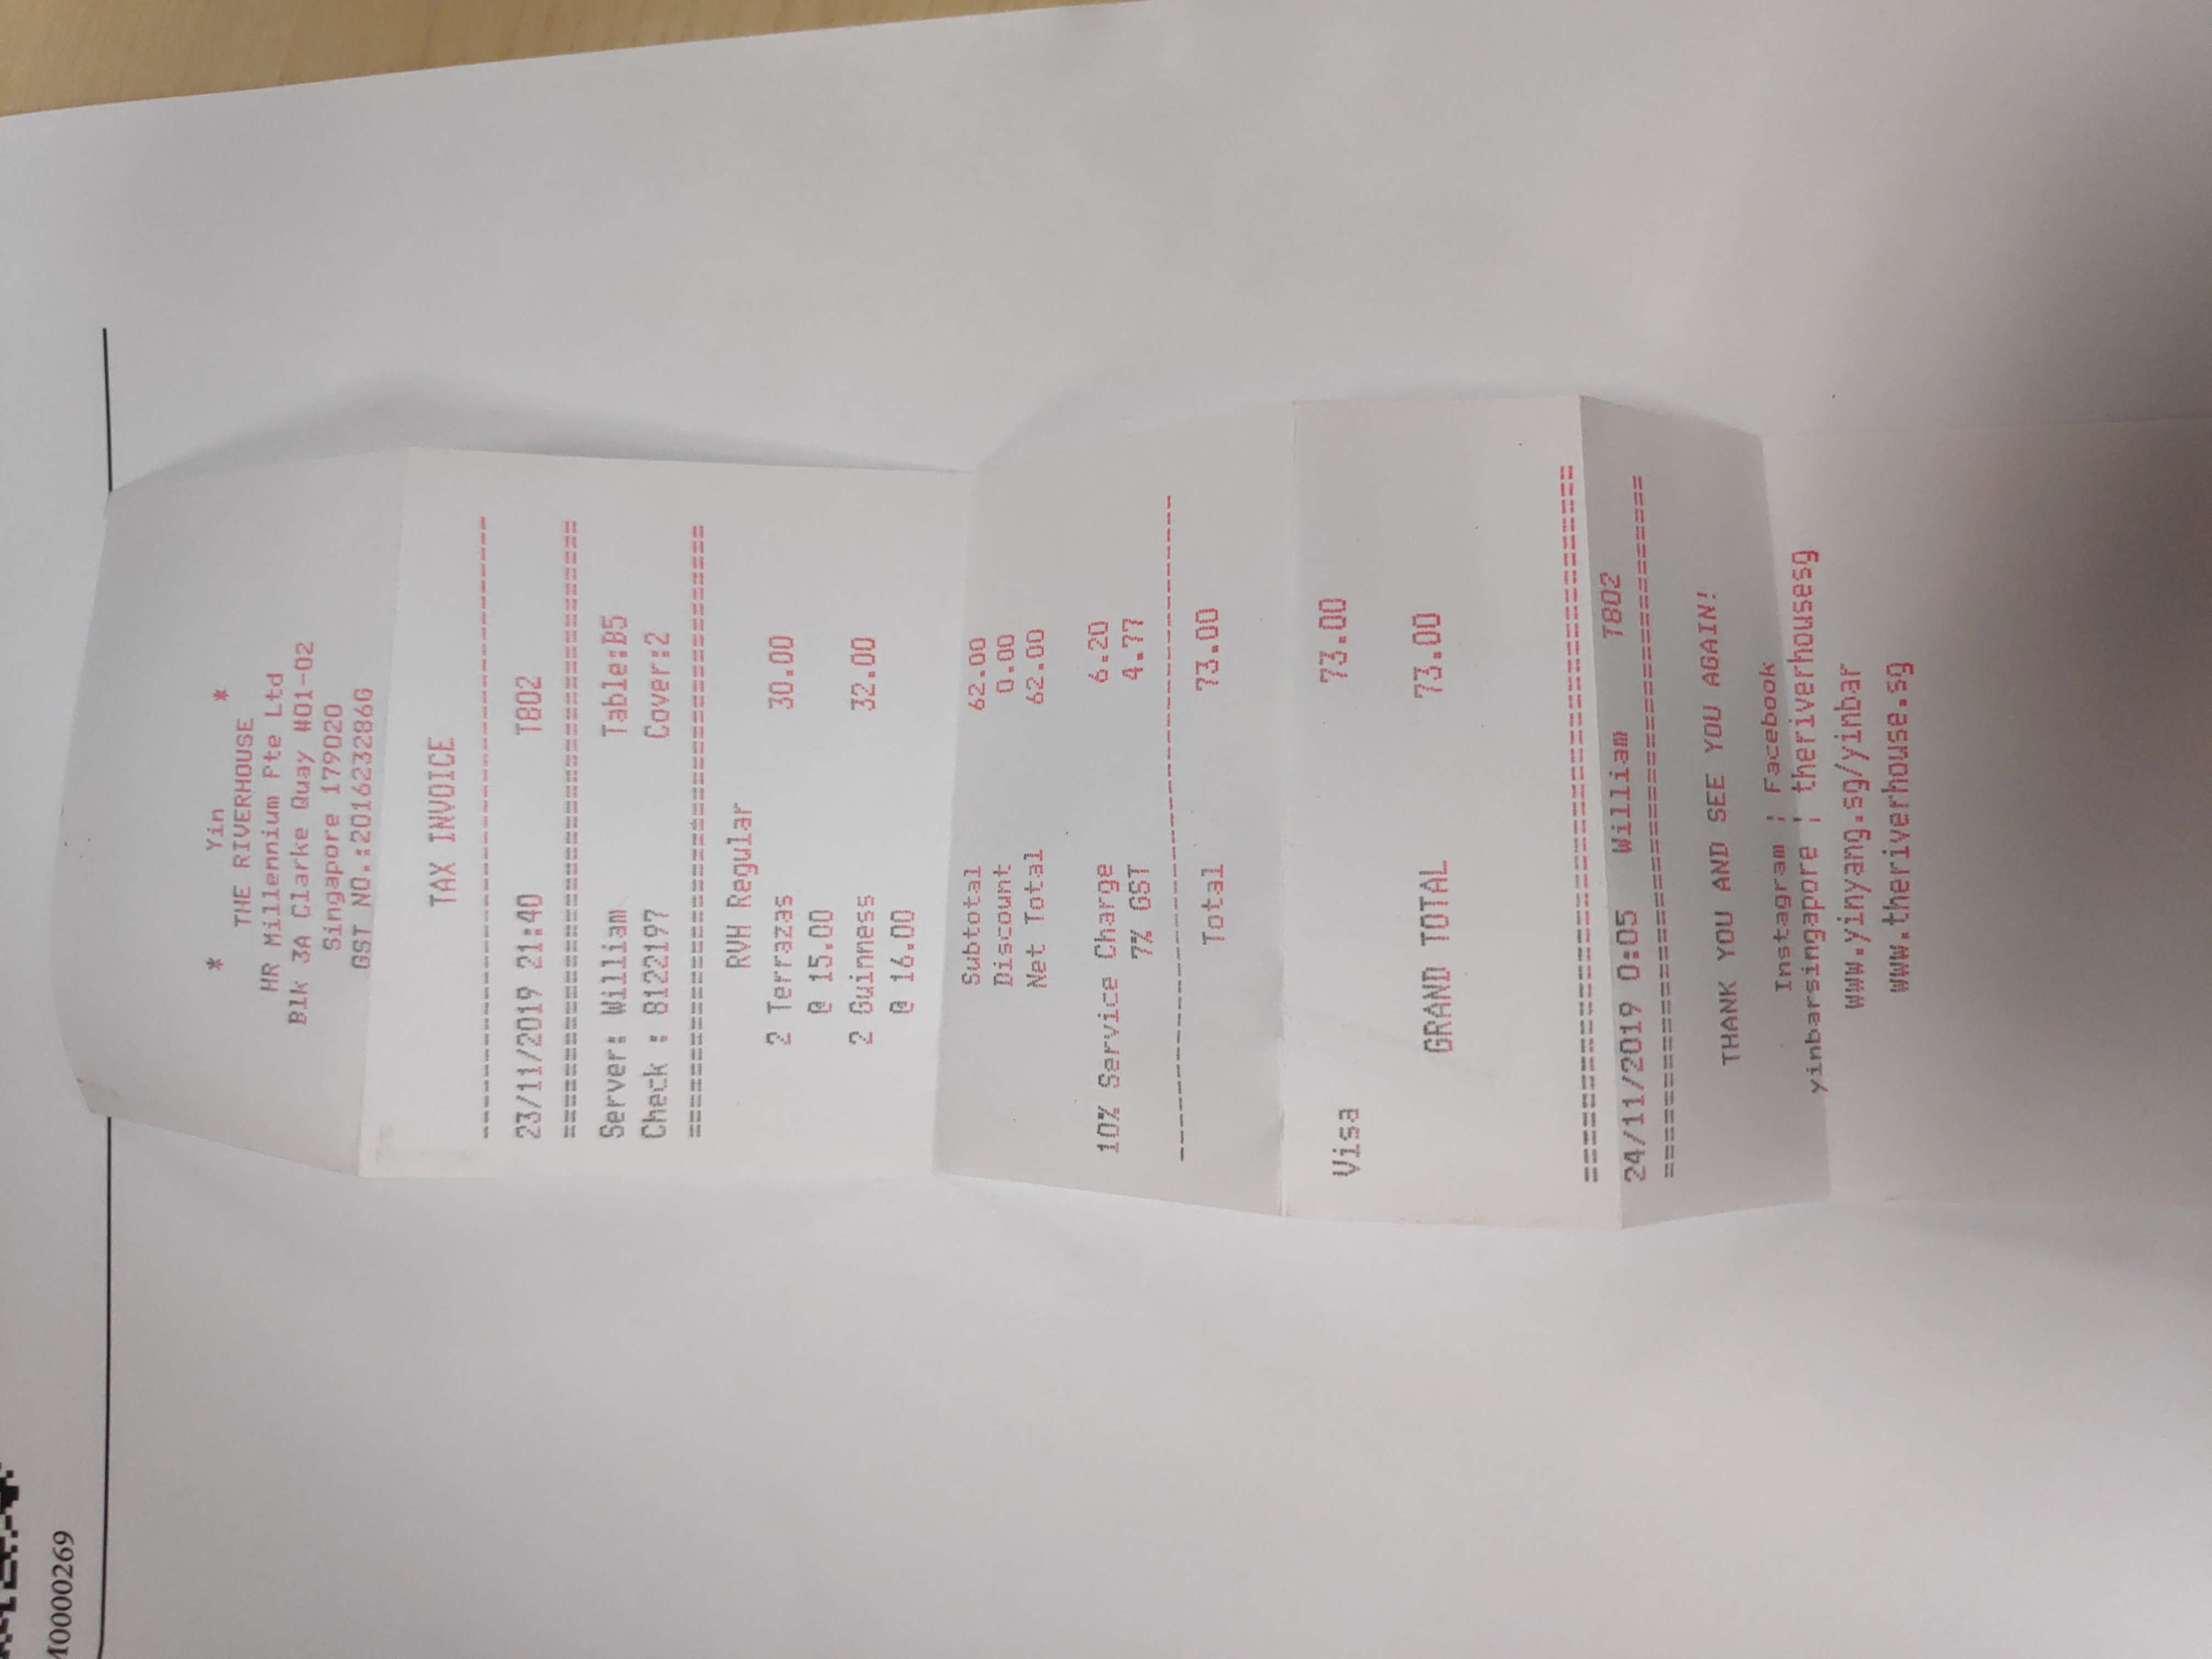 * Yin *
THE RIVERHOUSE
HR Millennium Pte Ltd
Blk 3A Clarke Quay #01-02
Singapore 179020
GST NO.:201623286G
TAX INVOICE
--------------------------------
23/11/2019 21:40 T802
================================
Server: William Table:B5
Check : 8122197 Cover:2
================================
RVH Regular
2 Terrazas 30.00
@ 15.00
2 Guinness 32.00
@ 16.00
Subtotal 62.00
Discount 0.00
Net Total 62.00
10% Service Charge 6.20
7% GST 4.77
--------------------------------
Total 73.00
Visa 73.00
GRAND TOTAL 73.00
================================
24/11/2019 0:05 William T802
================================
THANK YOU AND SEE YOU AGAIN!
Instagram ¦ Facebook
yinbarsingapore ¦ theriverhousesg
www.yinyang.sg/yinbar
www.theriverhouse.sg
0000269